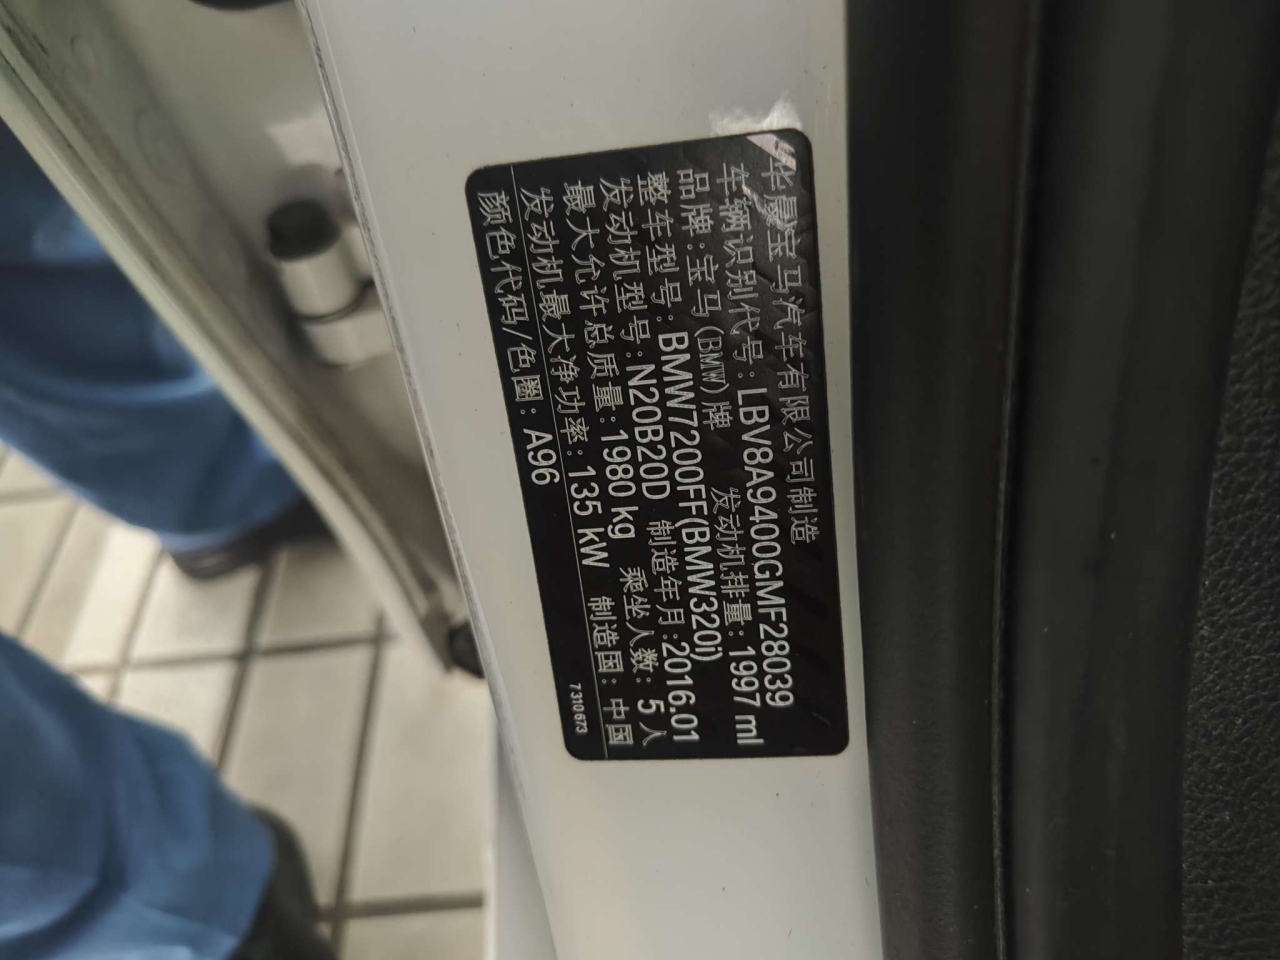 华晨宝马汽车有限公司制造
车辆识别代号: LBV8A9400GMF28039
品牌:宝马(BMW)牌 发动机排量:1997 ml
整车型号: BMW7200FF(BMW320i)
发动机型号: N20B20D 制造年月:2016.01
最大允许总质量:1980 kg 乘坐人数: 5人
发动机最大净功率: 135 kW 制造国: 中国
颜色代码/色圈: A96 7310673